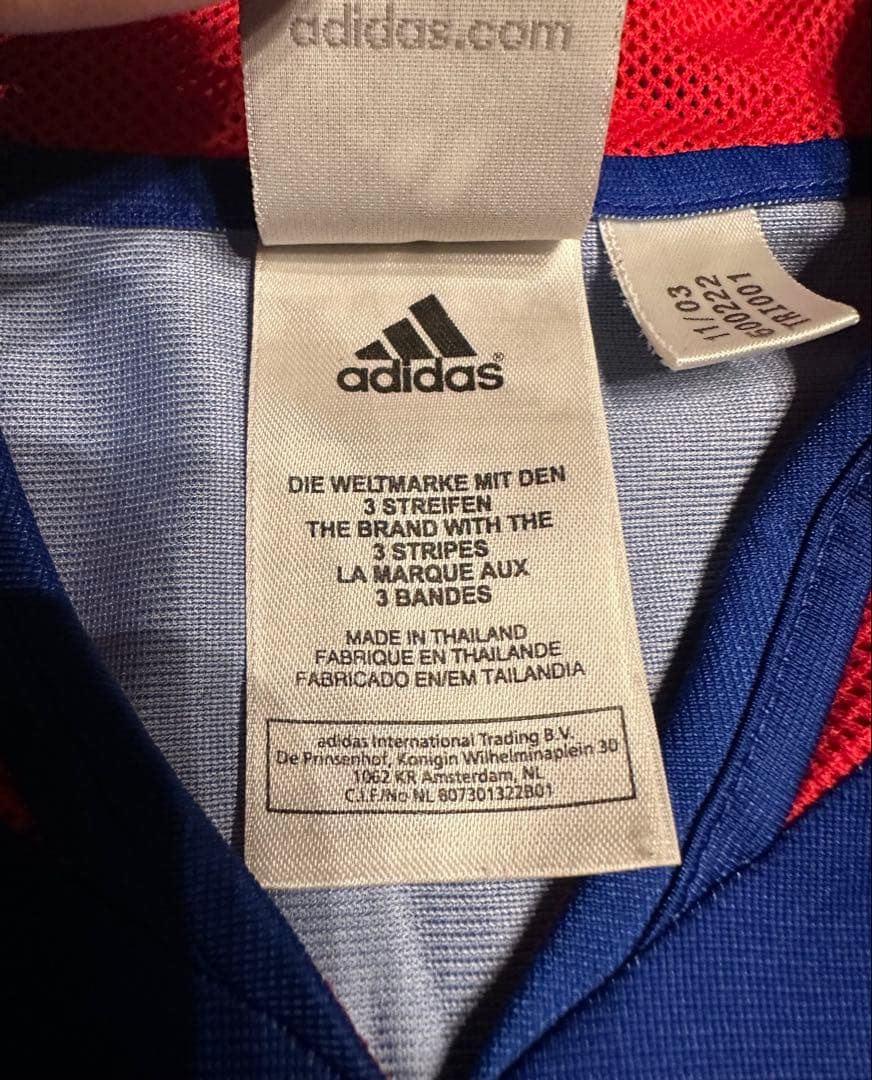 adidas.com
adidas®
DIE WELTMARKE MIT DEN
3 STREIFEN
THE BRAND WITH THE
3 STRIPES
LA MARQUE AUX
3 BANDES
MADE IN THAILAND
FABRIQUE EN THAILANDE
FABRICADO EN/EM TAILANDIA
adidas International Trading B.V.
De Prinsenhof, Konigin Wilhelminaplein 30
1062 KR Amsterdam, NL
C.I.F/No NL 807301322B01
11/03
600222
TRI001